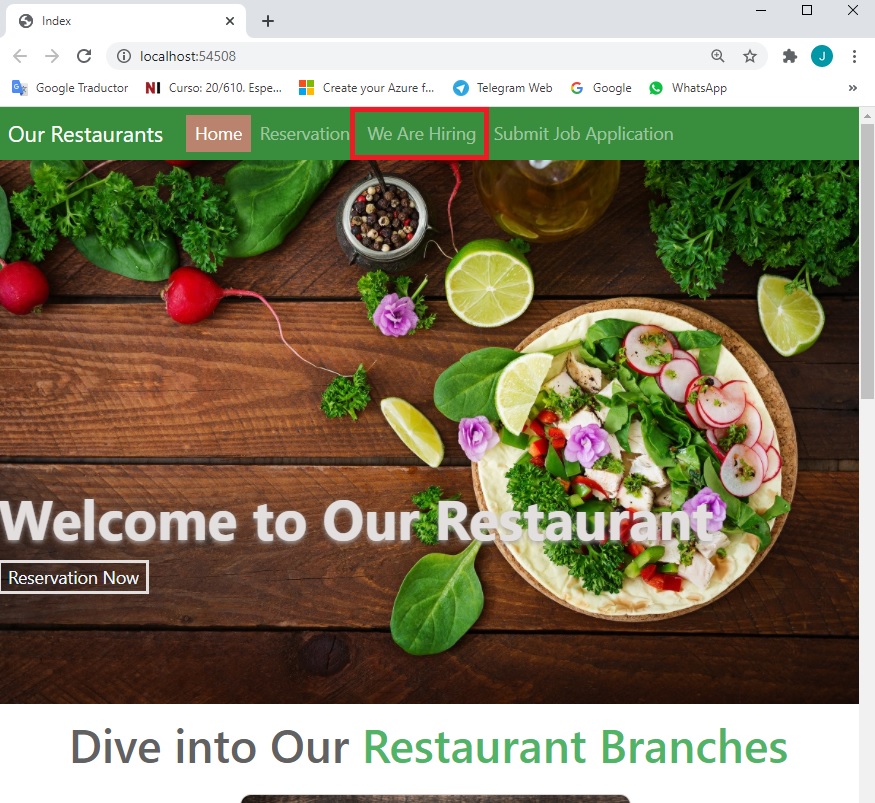 Index
localhost:54508
J
Google Traductor
NI Curso: 20/610. Espe...
Create your Azure f...
Telegram Web
Google
WhatsApp
»
Our Restaurants Home Reservation We Are Hiring Submit Job Application
Welcome to Our Restaurant
Reservation Now
Dive into Our Restaurant Branches